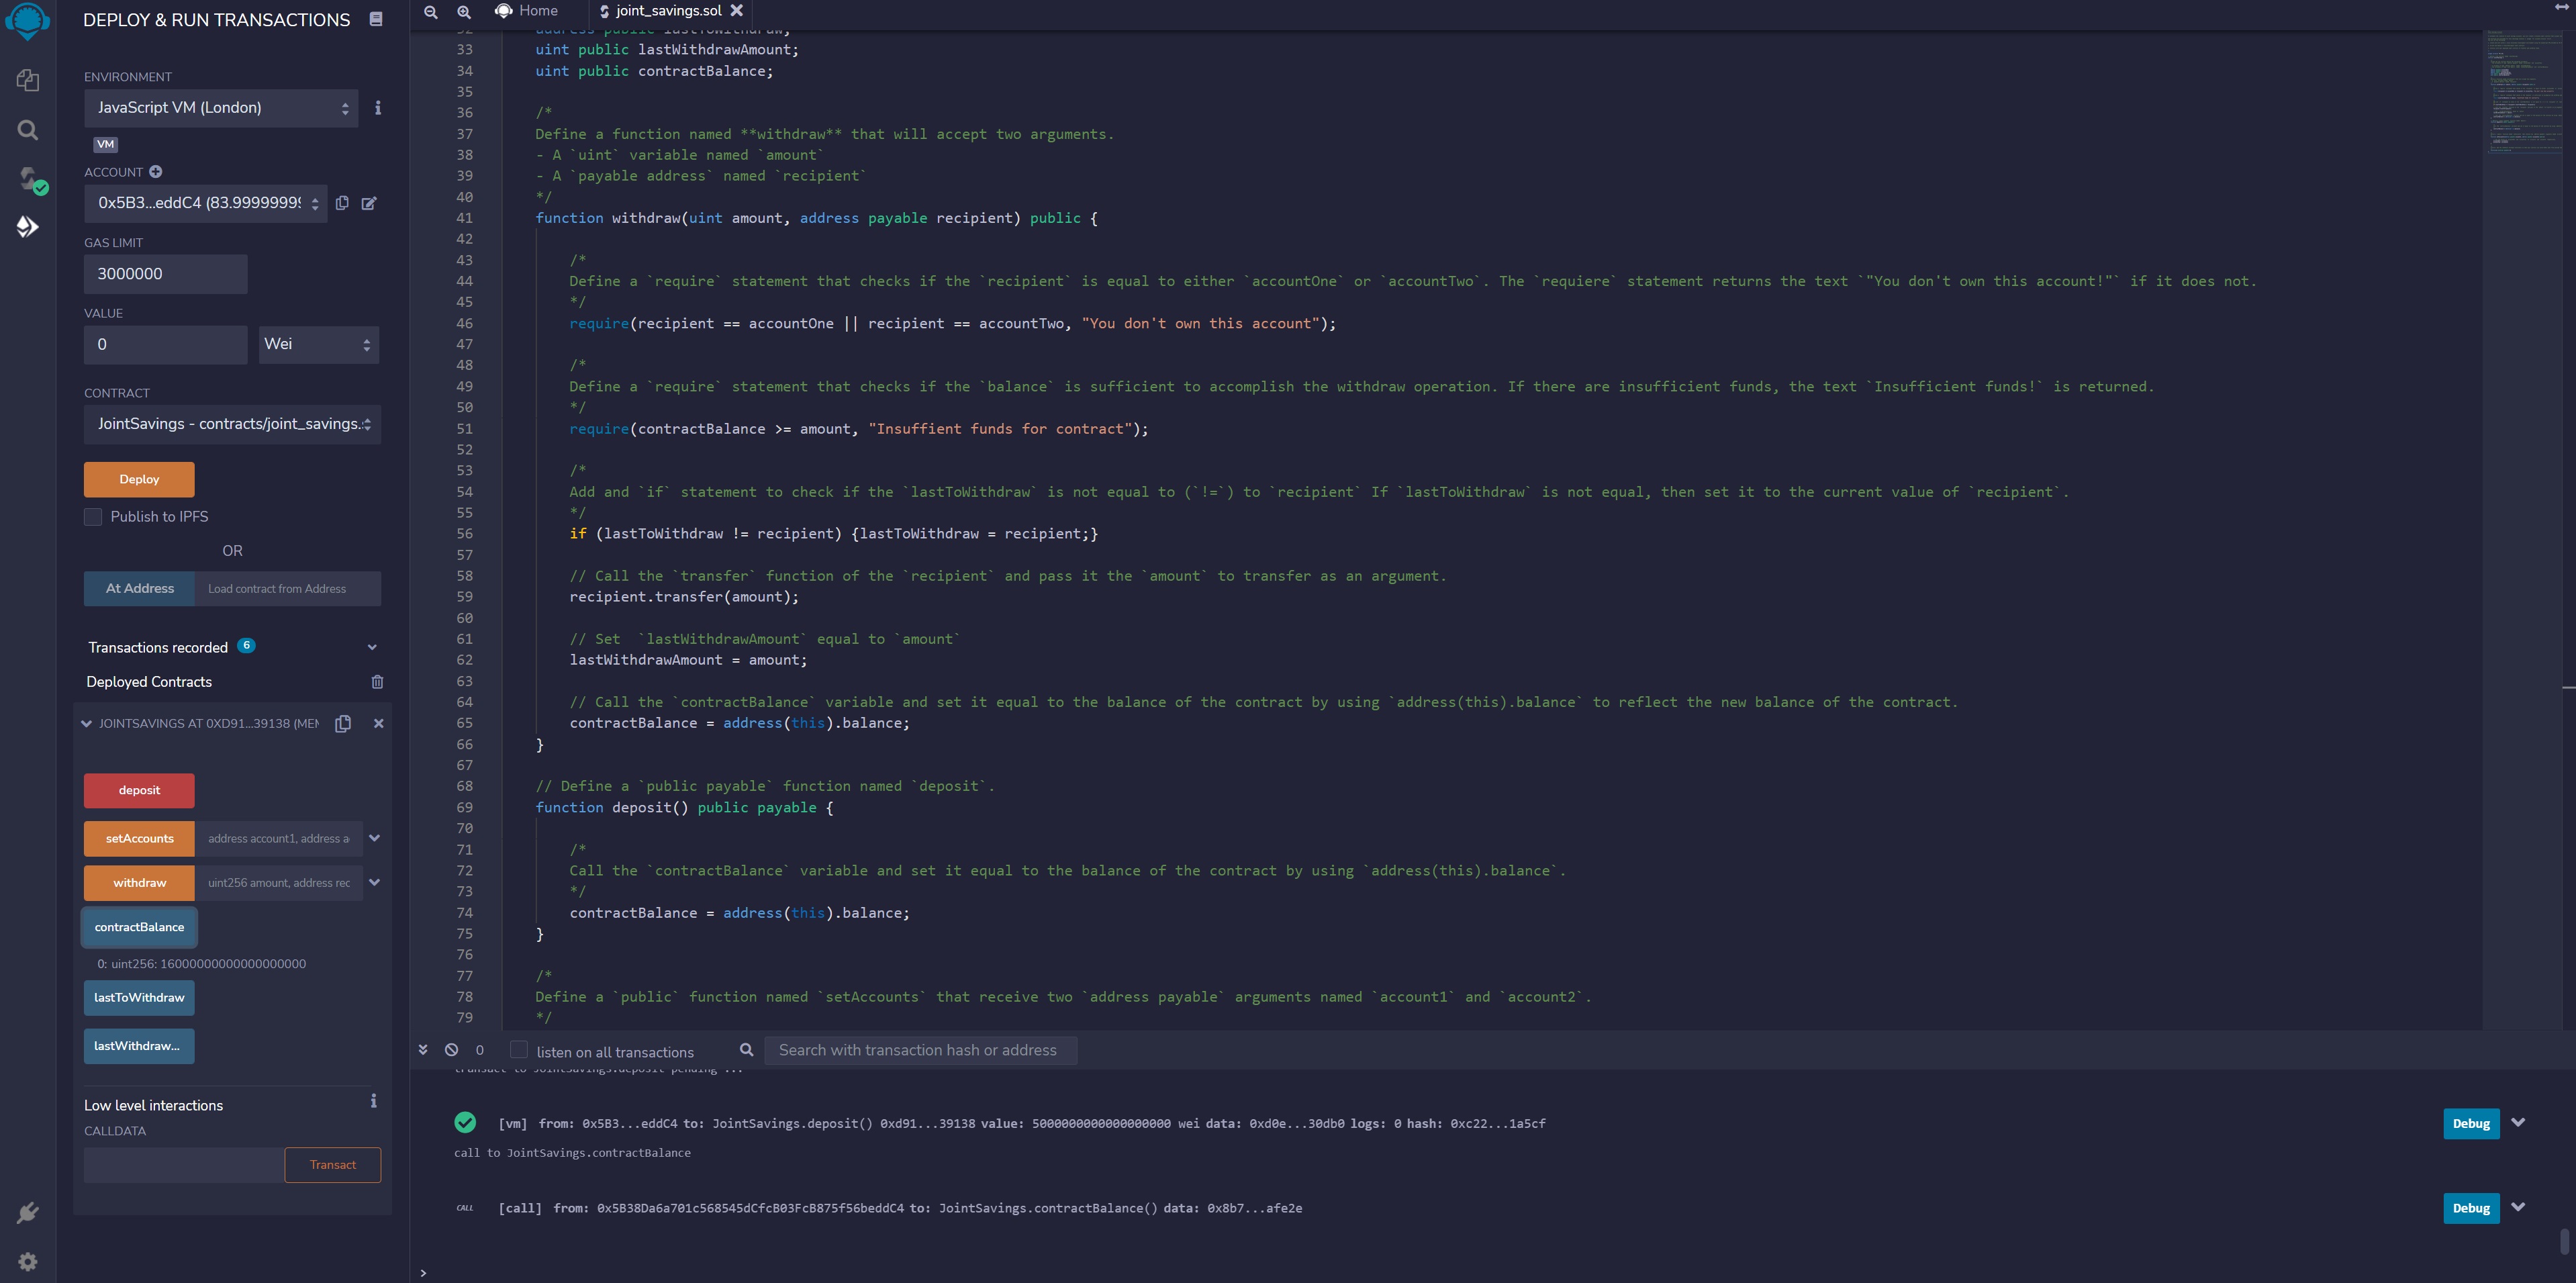 DEPLOY & RUN TRANSACTIONS
ENVIRONMENT
JavaScript VM (London)
VM
ACCOUNT
0x5B3...eddC4 (83.99999999
GAS LIMIT
3000000
VALUE
0
Wei
CONTRACT
JointSavings - contracts/joint_savings.
Deploy
Publish to IPFS
OR
At Address
Load contract from Address
Transactions recorded 6
Deployed Contracts
JOINTSAVINGS AT 0XD91...39138 (MEM
deposit
setAccounts
address account1, address a
withdraw
uint256 amount, address rec
contractBalance
0: uint256: 16000000000000000000
lastToWithdraw
lastWithdraw...
Low level interactions
CALLDATA
Transact
Home
joint_savings.sol
32 address public lastToWithdraw;
33 uint public lastWithdrawAmount;
34 uint public contractBalance;
35
36 /*
37 Define a function named **withdraw** that will accept two arguments.
38 - A `uint` variable named `amount`
39 - A `payable address` named `recipient`
40 */
41 function withdraw(uint amount, address payable recipient) public {
42
43 /*
44 Define a `require` statement that checks if the `recipient` is equal to either `accountOne` or `accountTwo`. The `requiere` statement returns the text `"You don't own this account!"` if it does not.
45 */
46 require(recipient == accountOne || recipient == accountTwo, "You don't own this account");
47
48 /*
49 Define a `require` statement that checks if the `balance` is sufficient to accomplish the withdraw operation. If there are insufficient funds, the text `Insufficient funds!` is returned.
50 */
51 require(contractBalance >= amount, "Insuffient funds for contract");
52
53 /*
54 Add and `if` statement to check if the `lastToWithdraw` is not equal to (`!=`) to `recipient` If `lastToWithdraw` is not equal, then set it to the current value of `recipient`.
55 */
56 if (lastToWithdraw != recipient) {lastToWithdraw = recipient;}
57
58 // Call the `transfer` function of the `recipient` and pass it the `amount` to transfer as an argument.
59 recipient.transfer(amount);
60
61 // Set  `lastWithdrawAmount` equal to `amount`
62 lastWithdrawAmount = amount;
63
64 // Call the `contractBalance` variable and set it equal to the balance of the contract by using `address(this).balance` to reflect the new balance of the contract.
65 contractBalance = address(this).balance;
66 }
67
68 // Define a `public payable` function named `deposit`.
69 function deposit() public payable {
70
71 /*
72 Call the `contractBalance` variable and set it equal to the balance of the contract by using `address(this).balance`.
73 */
74 contractBalance = address(this).balance;
75 }
76
77 /*
78 Define a `public` function named `setAccounts` that receive two `address payable` arguments named `account1` and `account2`.
79 */
0
listen on all transactions
Search with transaction hash or address
transact to JointSavings.deposit pending ...
[vm] from: 0x5B3...eddC4 to: JointSavings.deposit() 0xd91...39138 value: 5000000000000000000 wei data: 0xd0e...30db0 logs: 0 hash: 0xc22...1a5cf
Debug
call to JointSavings.contractBalance
CALL [call] from: 0x5B38Da6a701c568545dCfcB03FcB875f56beddC4 to: JointSavings.contractBalance() data: 0x8b7...afe2e
Debug
>